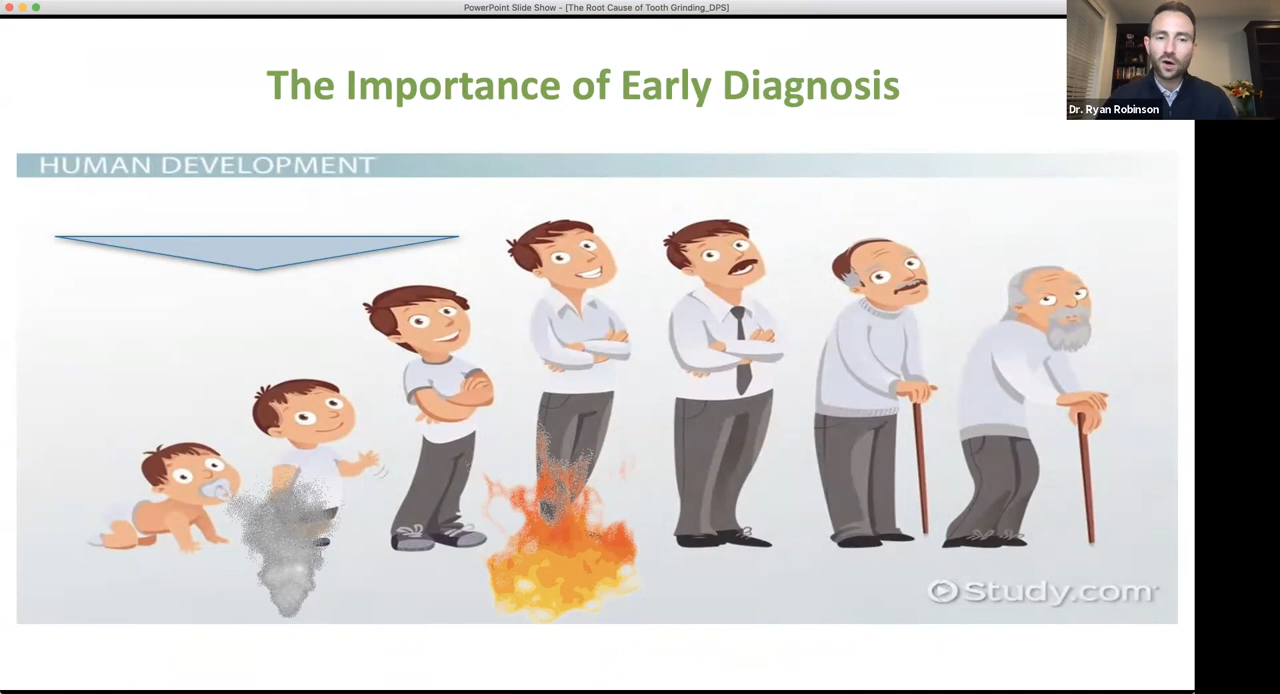 PowerPoint Slide Show - [The Root Cause of Tooth Grinding_DPS]
The Importance of Early Diagnosis
Dr. Ryan Robinson
HUMAN DEVELOPMENT
Study.com